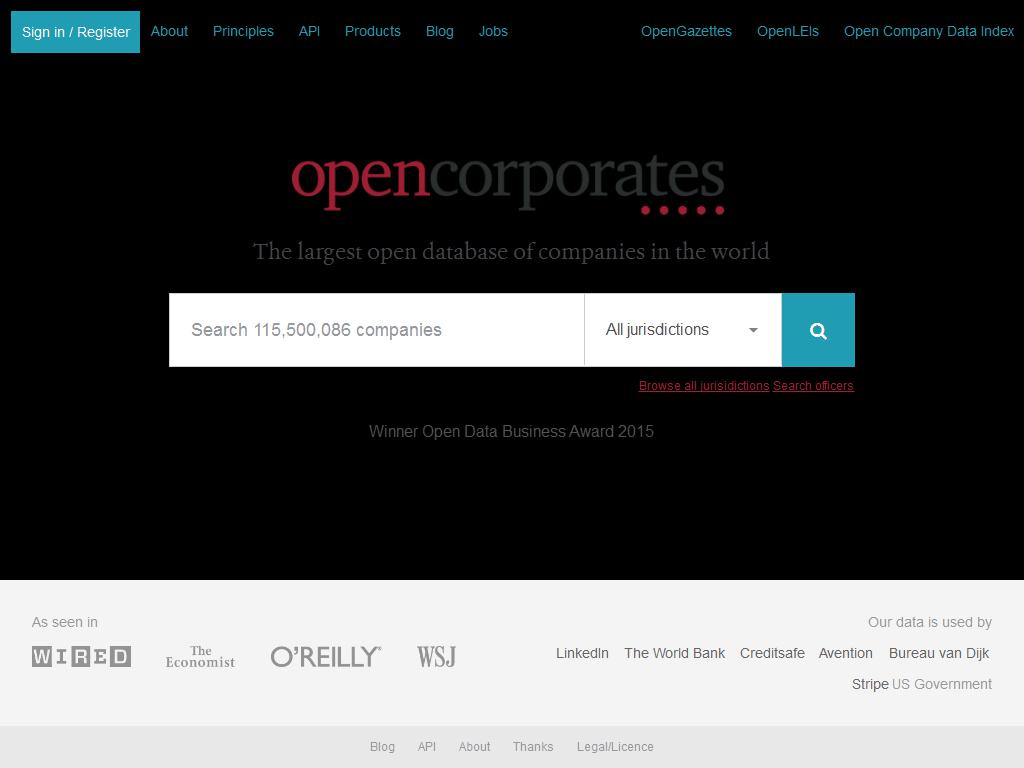 Sign in / Register About Principles API Products Blog Jobs OpenGazettes OpenLEIs Open Company Data Index
opencorporates
The largest open database of companies in the world
Search 115,500,086 companies All jurisdictions
Browse all jurisidictions Search officers
Winner Open Data Business Award 2015
As seen in Our data is used by
WIRED The Economist O'REILLY® WSJ LinkedIn The World Bank Creditsafe Avention Bureau van Dijk
Stripe US Government
Blog API About Thanks Legal/Licence